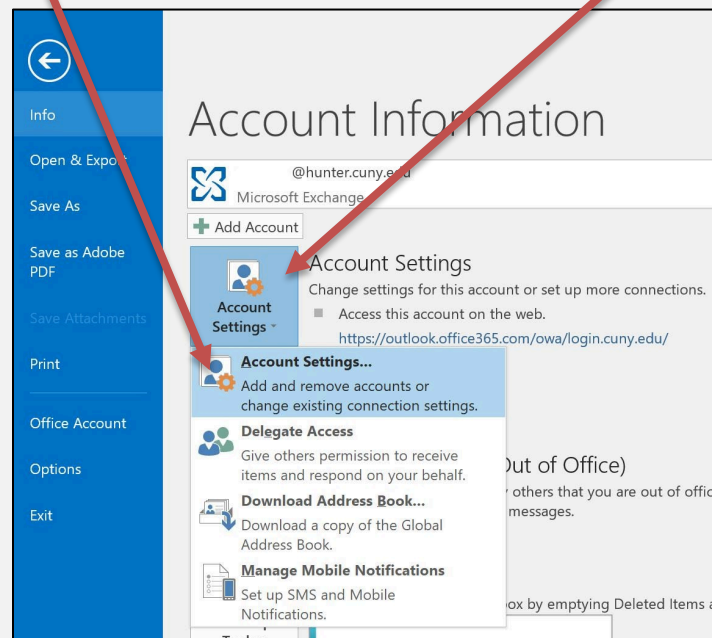 Info
Open & Export
Save As
Save as Adobe
PDF
Save Attachments
Print
Office Account
Options
Exit
Account Information
@hunter.cuny.edu
Microsoft Exchange
Add Account
Account
Settings
Account Settings
Change settings for this account or set up more connections.
Access this account on the web.
https://outlook.office365.com/owa/login.cuny.edu/
Account Settings...
Add and remove accounts or
change existing connection settings.
Delegate Access
Give others permission to receive
items and respond on your behalf.
Download Address Book...
Download a copy of the Global
Address Book.
Manage Mobile Notifications
Set up SMS and Mobile
Notifications.
Out of Office)
others that you are out of offic
messages.
ox by emptying Deleted Items a